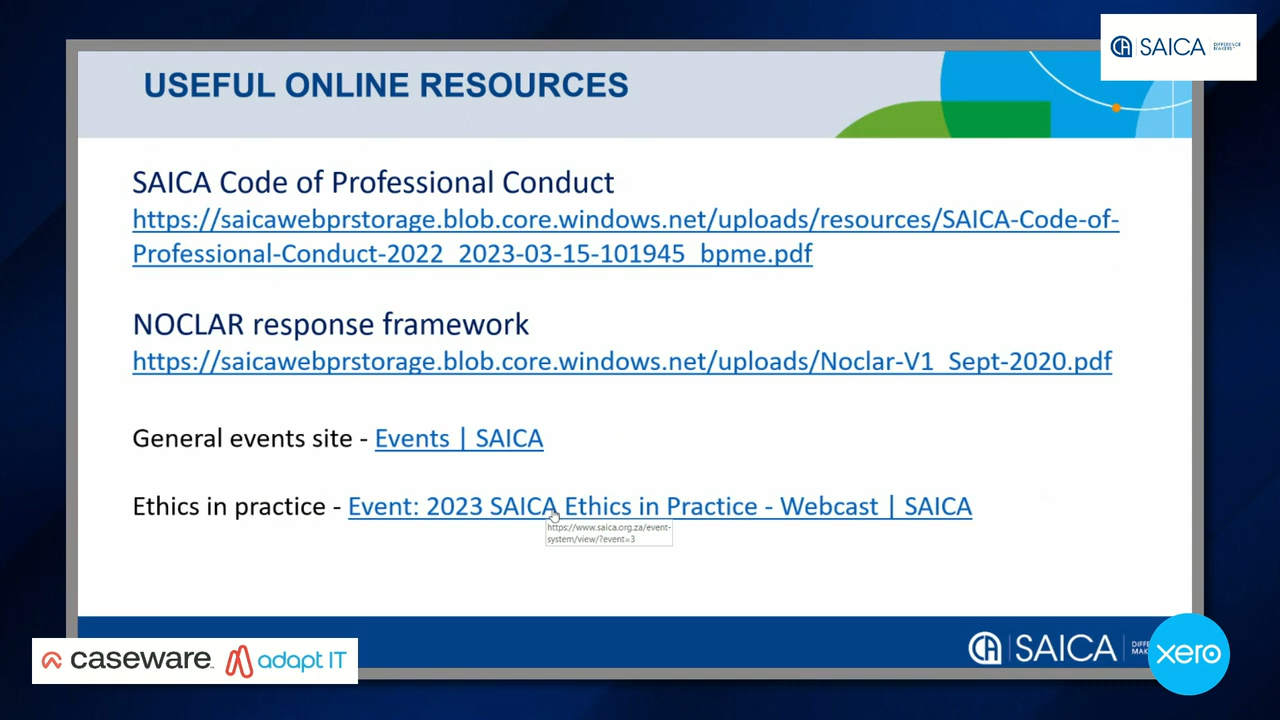 SAICA
DIFFERENCE
MAKERS
USEFUL ONLINE RESOURCES
SAICA Code of Professional Conduct
https://saicawebprstorage.blob.core.windows.net/uploads/resources/SAICA-Code-of-
Professional-Conduct-2022_2023-03-15-101945_bpme.pdf
NOCLAR response framework
https://saicawebprstorage.blob.core.windows.net/uploads/Noclar-V1_Sept-2020.pdf
General events site - Events | SAICA
Ethics in practice - Event: 2023 SAICA Ethics in Practice - Webcast | SAICA
https://www.saica.org.za/event-
system/view/?event=3
caseware adapt IT
SAICA
xero